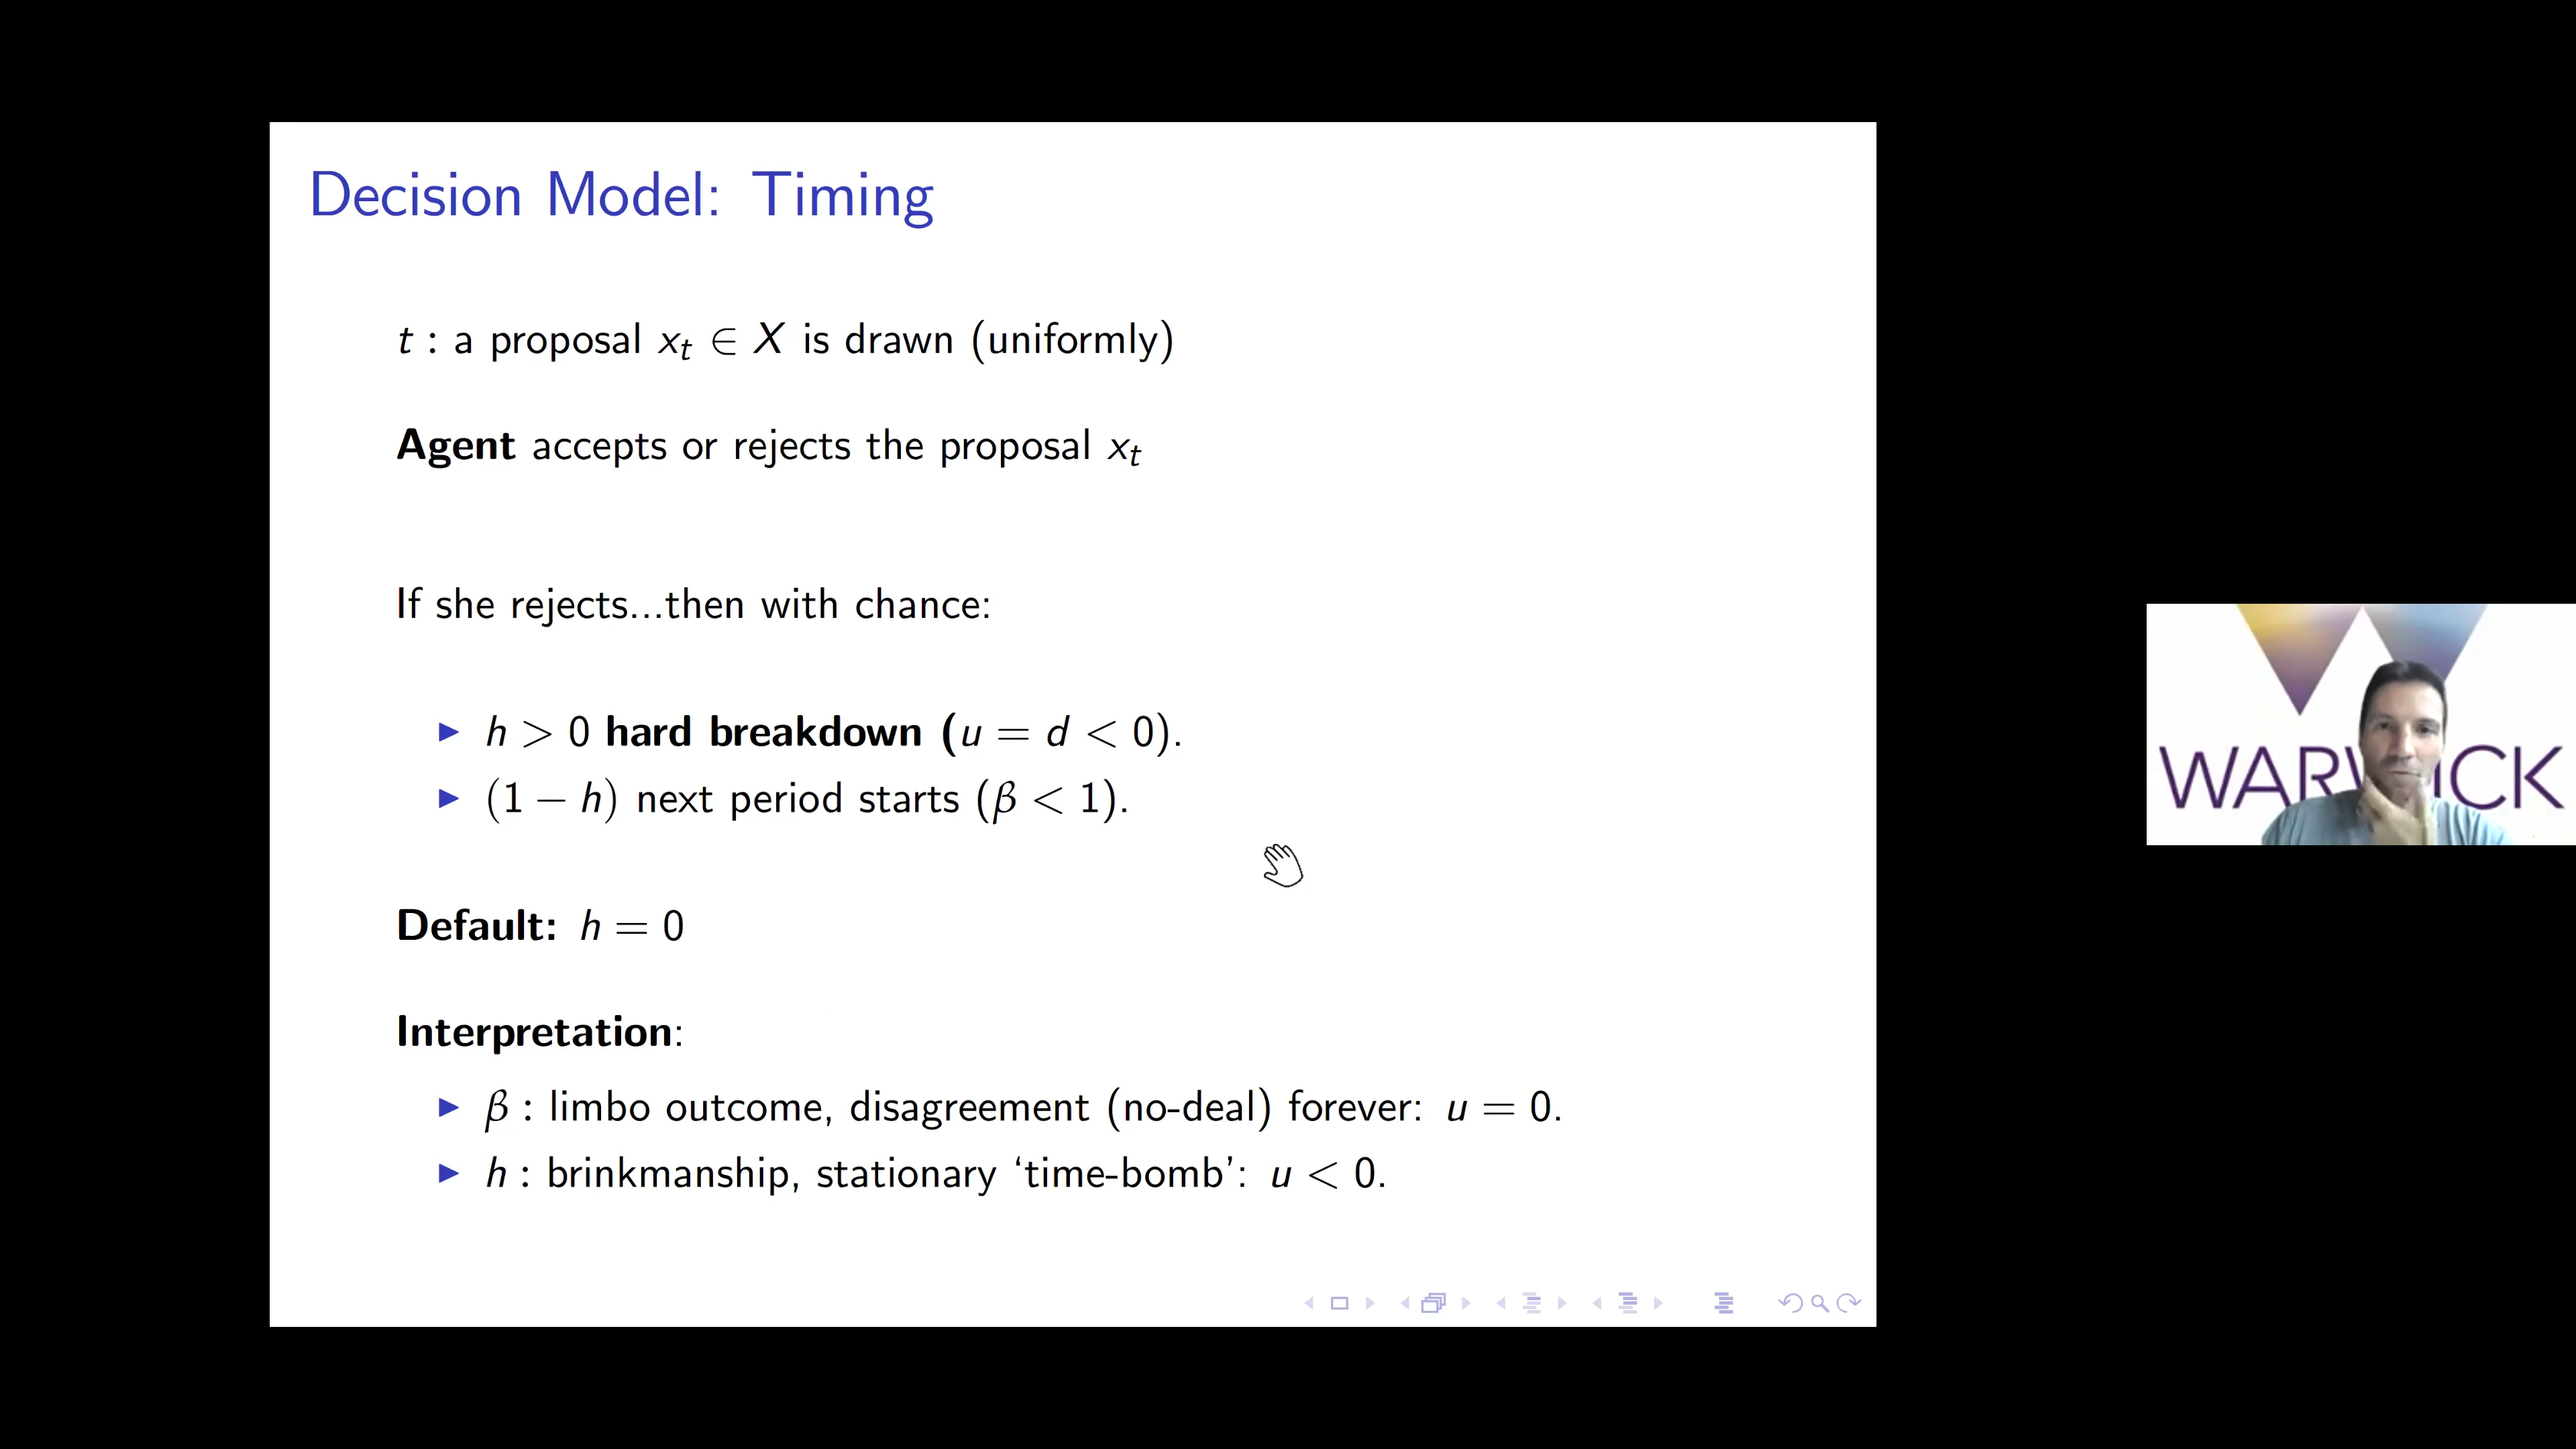 Decision Model: Timing
t : a proposal xₜ ∈ X is drawn (uniformly)
Agent accepts or rejects the proposal xₜ
If she rejects...then with chance:
▶ h > 0 hard breakdown (u = d < 0).
▶ (1 − h) next period starts (β < 1).
Default: h = 0
Interpretation:
▶ β : limbo outcome, disagreement (no-deal) forever: u = 0.
▶ h : brinkmanship, stationary ‘time-bomb’: u < 0.
WARWICK